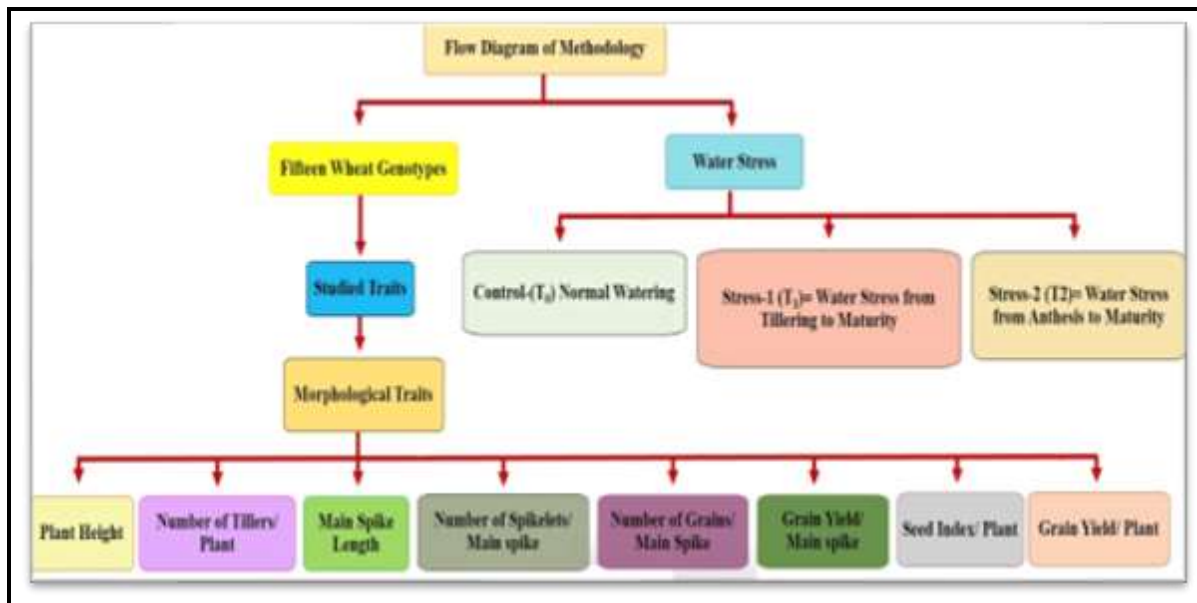 Flow Diagram of Methodology
Fifteen Wheat Genotypes
Water Stress
Studied Traits
Control-(T₀) Normal Watering
Stress-1 (T₁)= Water Stress from
Tillering to Maturity
Stress-2 (T2)= Water Stress
from Anthesis to Maturity
Morphological Traits
Plant Height
Number of Tillers/
Plant
Main Spike
Length
Number of Spikelets/
Main spike
Number of Grains/
Main Spike
Grain Yield/
Main spike
Seed Index/ Plant
Grain Yield/ Plant